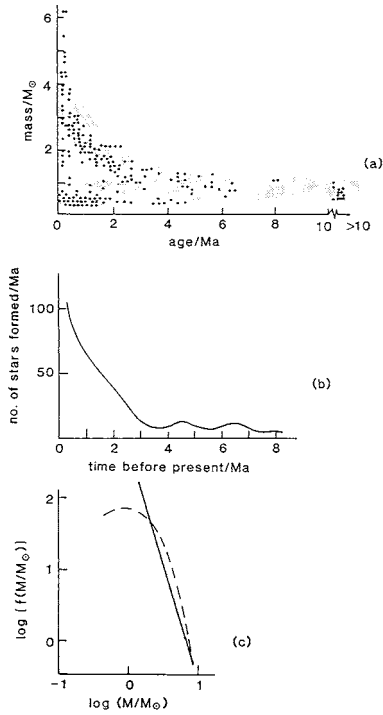 6
4
2
mass/M☉
0
2
4
6
8
10
>10
age/Ma
(a)
100
50
no. of stars formed/Ma
0
2
4
6
8
time before present/Ma
(b)
2
1
0
log [f(M/M☉)]
-1
0
1
log (M/M☉)
(c)